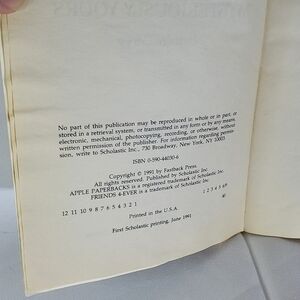 No part of this publication may be reproduced in whole or in part, or
stored in a retrieval system, or transmitted in any form or by any means,
electronic, mechanical, photocopying, recording, or otherwise, without
written permission of the publisher. For information regarding permis-
sion, write to Scholastic Inc., 730 Broadway, New York, NY 10003.
ISBN 0-590-44030-6
Copyright © 1991 by Fastback Press.
All rights reserved. Published by Scholastic Inc.
APPLE PAPERBACKS is a registered trademark of Scholastic Inc.
FRIENDS 4-EVER is a trademark of Scholastic Inc.
12 11 10 9 8 7 6 5 4 3 2 1
1 2 3 4 5 6/9
Printed in the U.S.A.
40
First Scholastic printing, June 1991